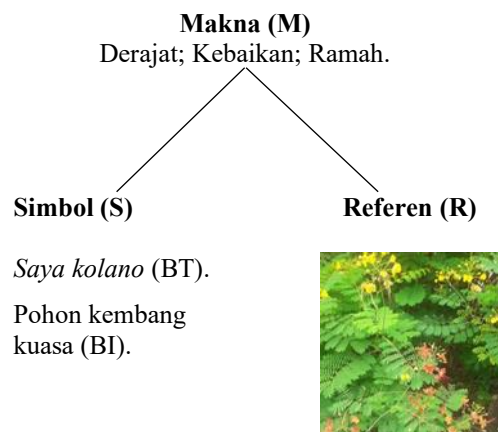 Makna (M)
Derajat; Kebaikan; Ramah.
Simbol (S)
Referen (R)
Saya kolano (BT).
Pohon kembang
kuasa (BI).